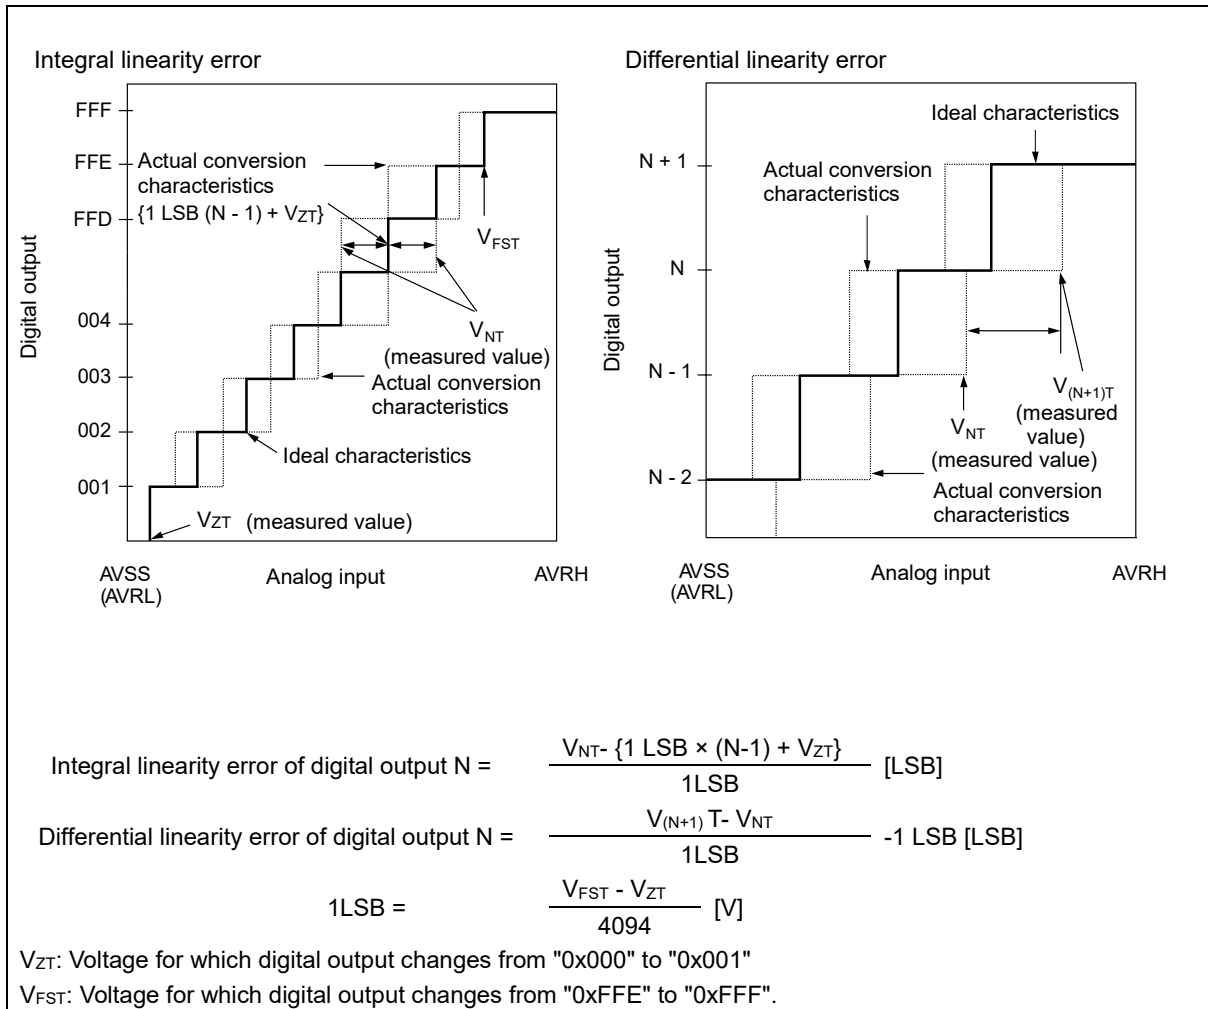 Integral linearity error
FFF
FFE
FFD
004
003
002
001
Digital output
Actual conversion
characteristics
{1 LSB (N - 1) + VZT}
VFST
VNT
(measured value)
Actual conversion
characteristics
Ideal characteristics
VZT (measured value)
AVSS
(AVRL)
Analog input
AVRH
Differential linearity error
N + 1
N
N - 1
N - 2
Digital output
Ideal characteristics
Actual conversion
characteristics
V(N+1)T
(measured
value)
VNT
(measured value)
Actual conversion
characteristics
AVSS
(AVRL)
Analog input
AVRH
Integral linearity error of digital output N =
VNT- {1 LSB × (N-1) + VZT}
1LSB
[LSB]
Differential linearity error of digital output N =
V(N+1) T- VNT
1LSB
-1 LSB [LSB]
1LSB =
VFST - VZT
4094
[V]
VZT: Voltage for which digital output changes from "0x000" to "0x001"
VFST: Voltage for which digital output changes from "0xFFE" to "0xFFF".